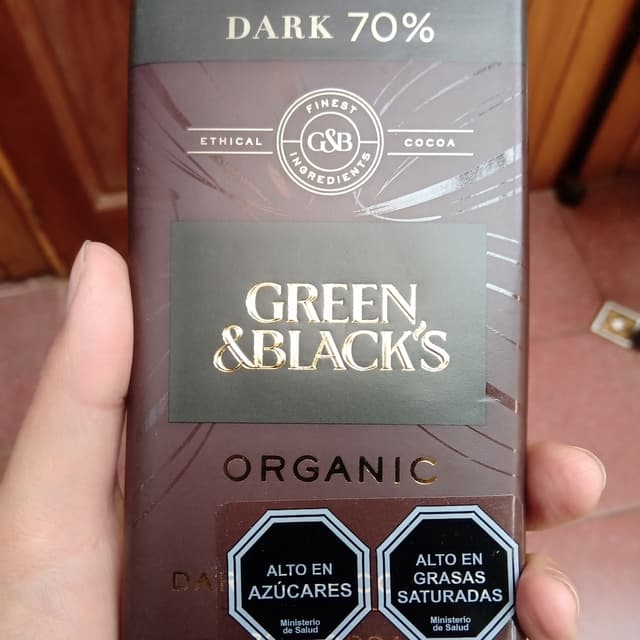 DARK 70%
FINEST
ETHICAL G&B COCOA
INGREDIENTS
GREEN
&BLACK'S
ORGANIC
ALTO EN
AZÚCARES
Ministerio
de Salud
ALTO EN
GRASAS
SATURADAS
Ministerio
de Salud